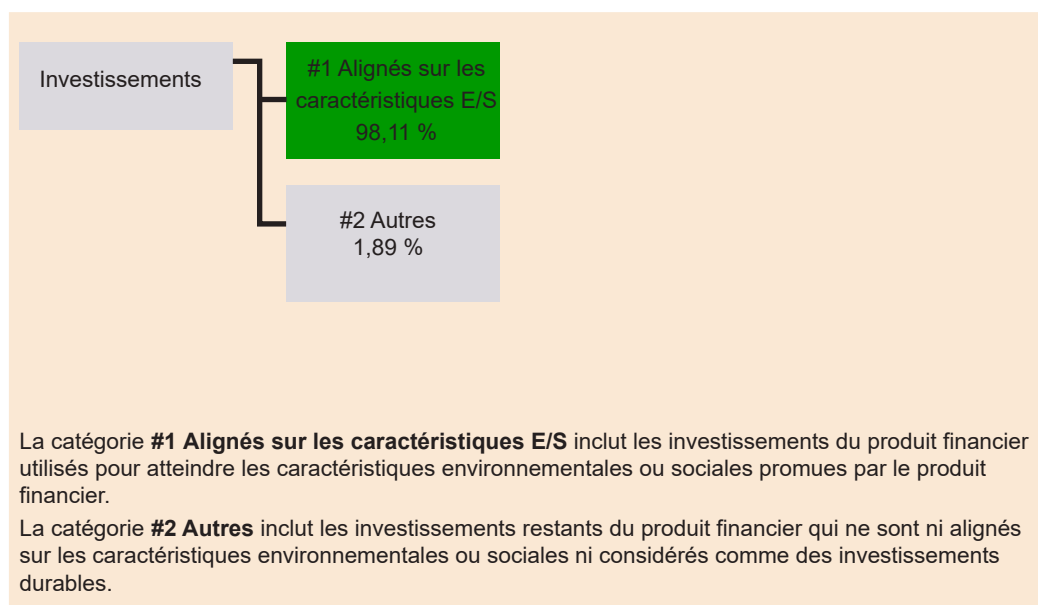 Investissements
#1 Alignés sur les
caractéristiques E/S
98,11 %
#2 Autres
1,89 %
La catégorie #1 Alignés sur les caractéristiques E/S inclut les investissements du produit financier
utilisés pour atteindre les caractéristiques environnementales ou sociales promues par le produit
financier.
La catégorie #2 Autres inclut les investissements restants du produit financier qui ne sont ni alignés
sur les caractéristiques environnementales ou sociales ni considérés comme des investissements
durables.